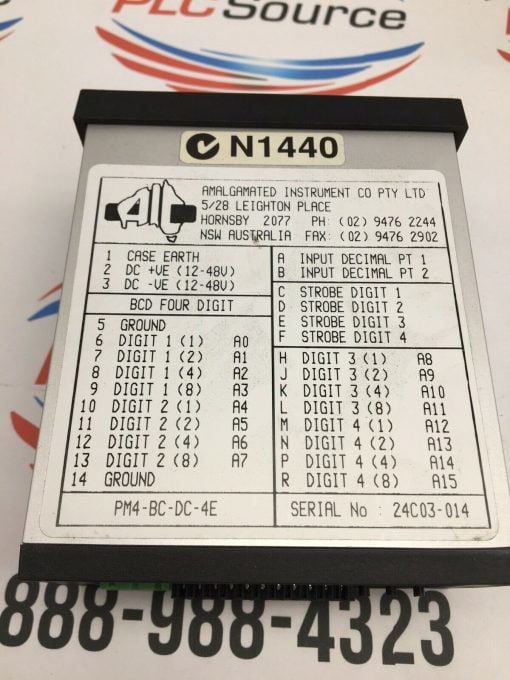 PLCSource
N1440
AIC
AMALGAMATED INSTRUMENT CO PTY LTD
5/28 LEIGHTON PLACE
HORNSBY 2077 PH: (02) 9476 2244
NSW AUSTRALIA FAX: (02) 9476 2902
1 CASE EARTH
2 DC +VE (12-48V)
3 DC -VE (12-48V)
BCD FOUR DIGIT
5 GROUND
6 DIGIT 1 (1) A0
7 DIGIT 1 (2) A1
8 DIGIT 1 (4) A2
9 DIGIT 1 (8) A3
10 DIGIT 2 (1) A4
11 DIGIT 2 (2) A5
12 DIGIT 2 (4) A6
13 DIGIT 2 (8) A7
14 GROUND
A INPUT DECIMAL PT 1
B INPUT DECIMAL PT 2
C STROBE DIGIT 1
D STROBE DIGIT 2
E STROBE DIGIT 3
F STROBE DIGIT 4
H DIGIT 3 (1) A8
J DIGIT 3 (2) A9
K DIGIT 3 (4) A10
L DIGIT 3 (8) A11
M DIGIT 4 (1) A12
N DIGIT 4 (2) A13
P DIGIT 4 (4) A14
R DIGIT 4 (8) A15
PM4-BC-DC-4E
SERIAL No : 24C03-014
888-988-4323